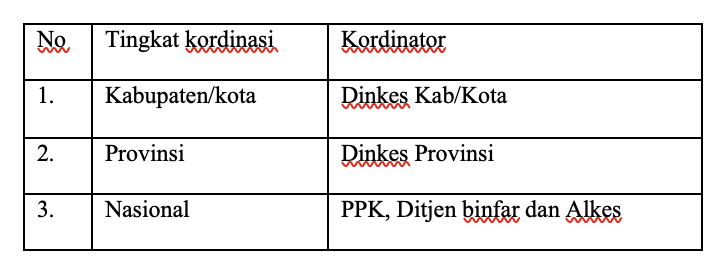 No Tingkat kordinasi Kordinator
1. Kabupaten/kota Dinkes Kab/Kota
2. Provinsi Dinkes Provinsi
3. Nasional PPK, Ditjen binfar dan Alkes